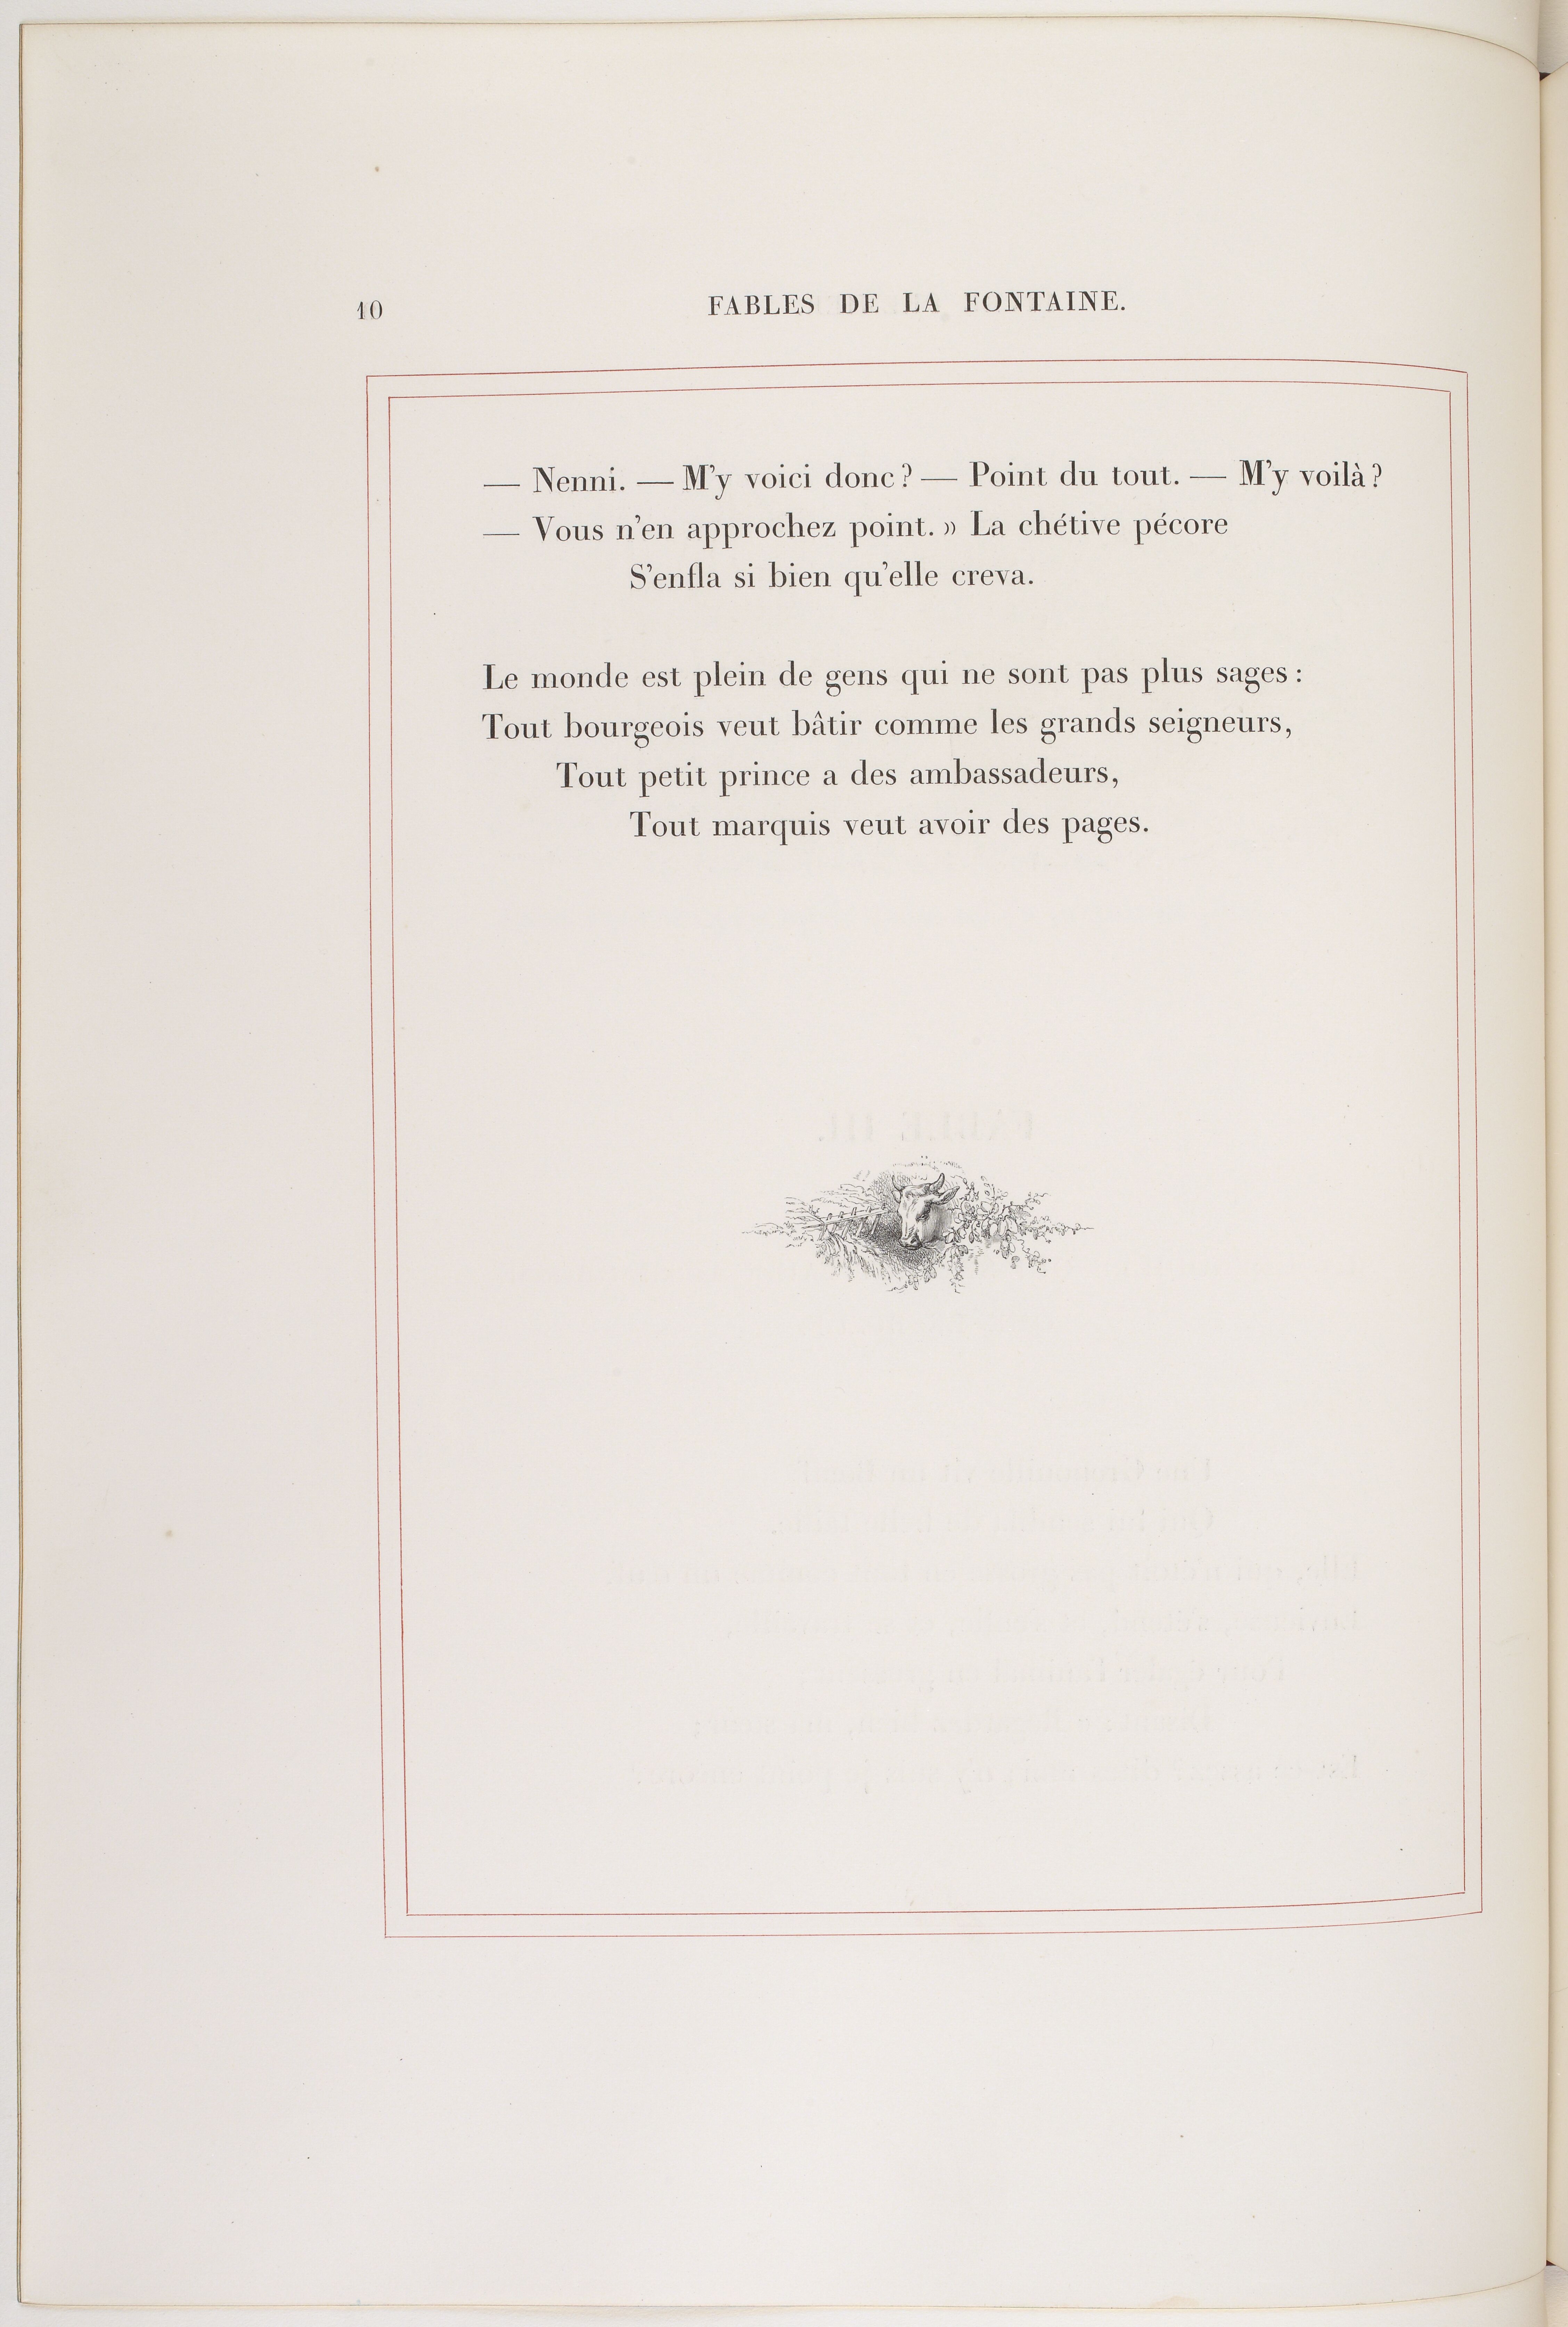 10
FABLES DE LA FONTAINE.
— Nenni. — M'y voici donc? — Point du tout. — M'y voilà?
— Vous n'en approchez point. » La chétive pécore
S'enfla si bien qu'elle creva.
Le monde est plein de gens qui ne sont pas plus sages :
Tout bourgeois veut bâtir comme les grands seigneurs,
Tout petit prince a des ambassadeurs,
Tout marquis veut avoir des pages.